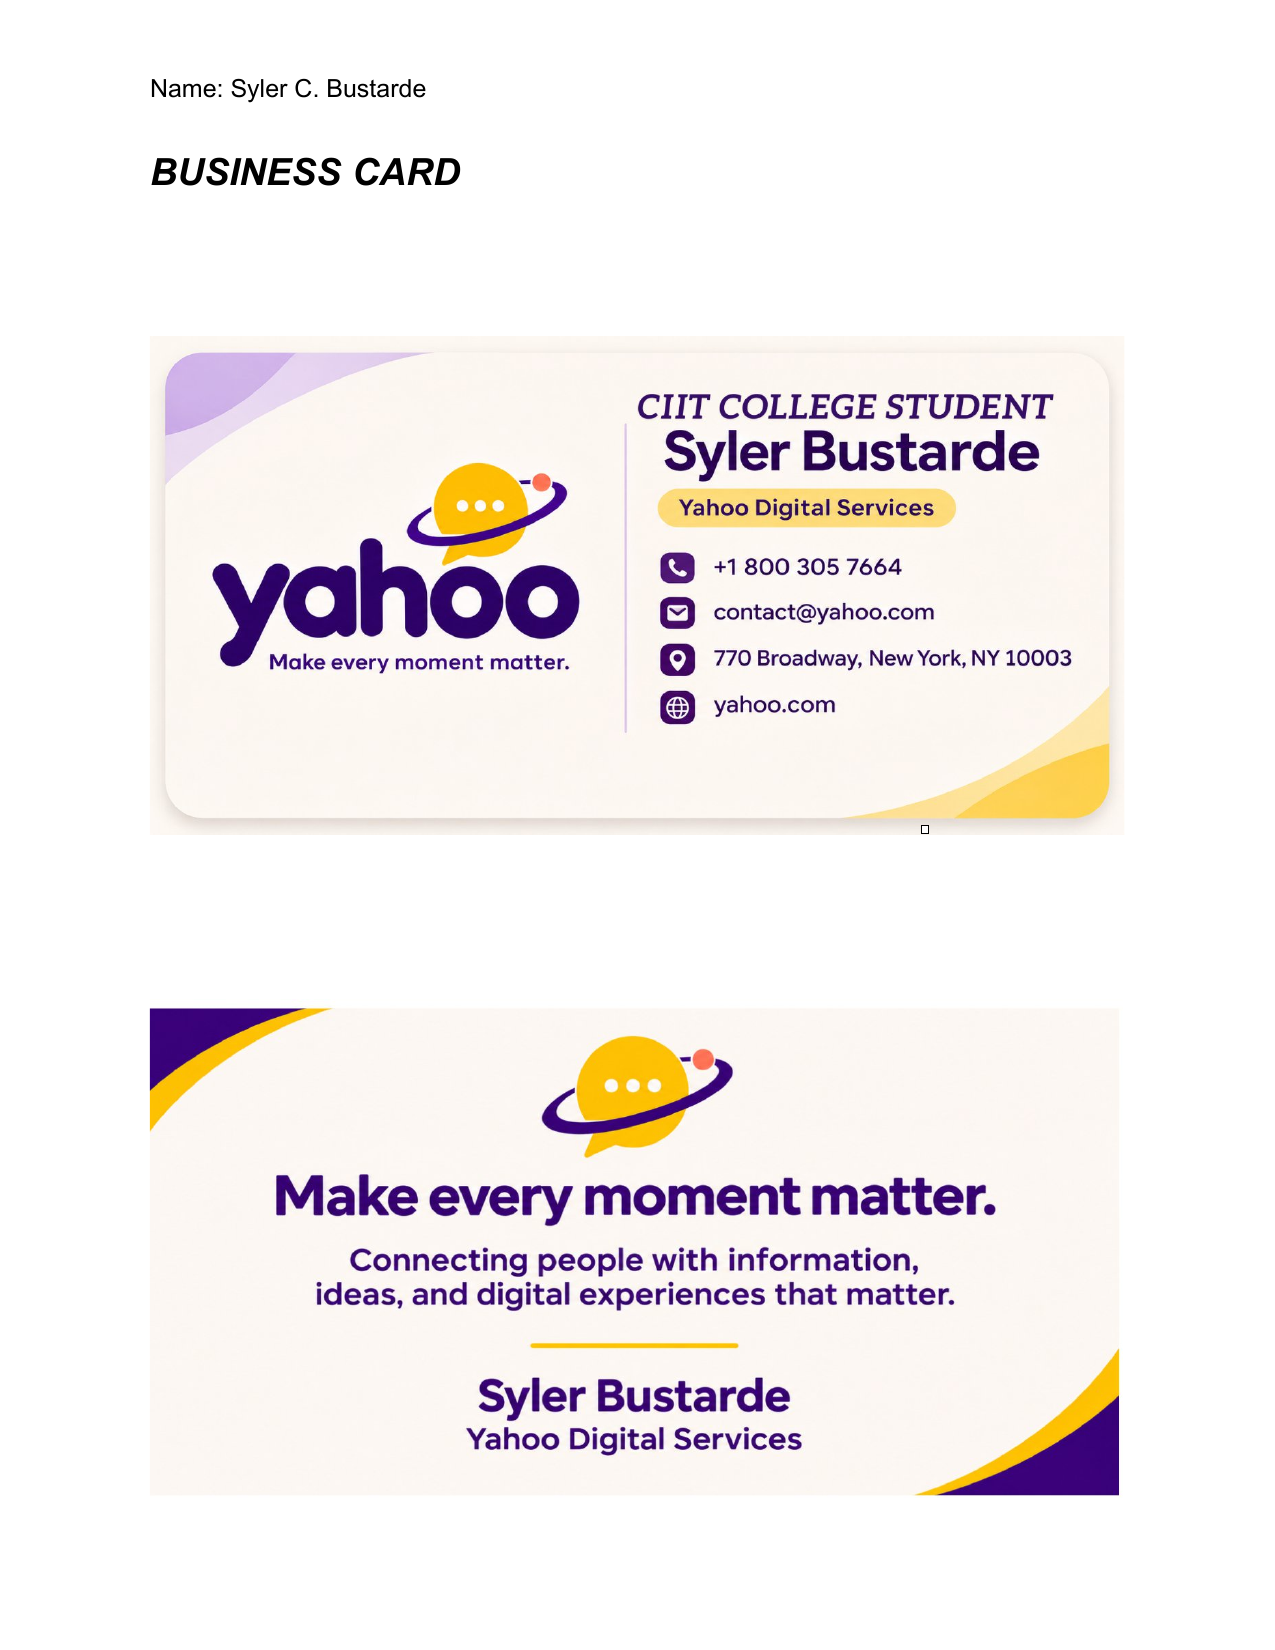 Name: Syler C. Bustarde
BUSINESS CARD
yahoo
Make every moment matter.
CIIT COLLEGE STUDENT
Syler Bustarde
Yahoo Digital Services
+1 800 305 7664
contact@yahoo.com
770 Broadway, New York, NY 10003
yahoo.com
Make every moment matter.
Connecting people with information,
ideas, and digital experiences that matter.
Syler Bustarde
Yahoo Digital Services